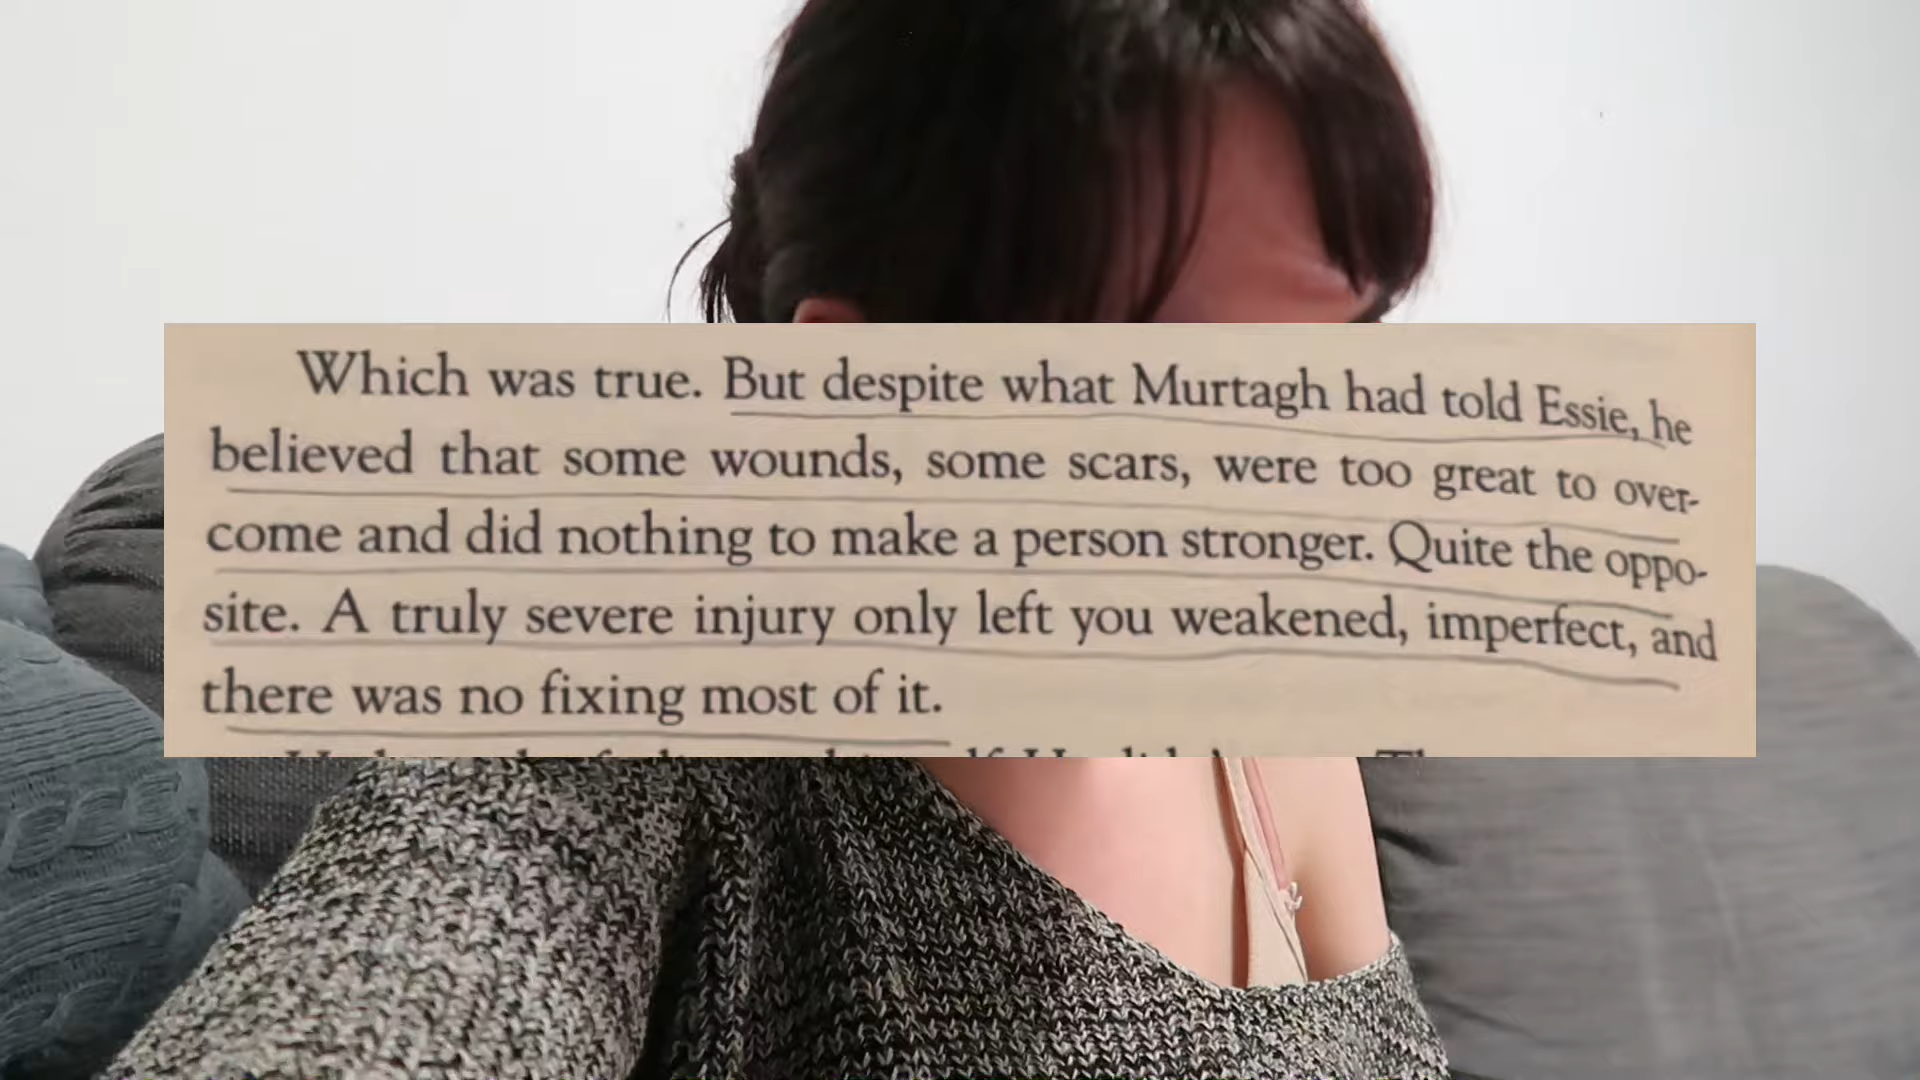 Which was true. But despite what Murtagh had told Essie, he
believed that some wounds, some scars, were too great to over-
come and did nothing to make a person stronger. Quite the oppo-
site. A truly severe injury only left you weakened, imperfect, and
there was no fixing most of it.